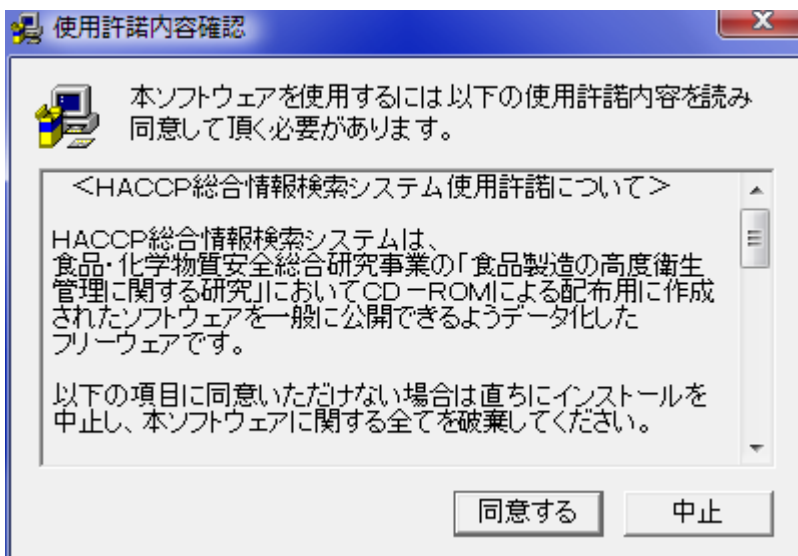 使用許諾内容確認
本ソフトウェアを使用するには以下の使用許諾内容を読み
同意して頂く必要があります。
＜HACCP総合情報検索システム使用許諾について＞
HACCP総合情報検索システムは、
食品・化学物質安全総合研究事業の「食品製造の高度衛生
管理に関する研究」においてCD－ROMによる配布用に作成
されたソフトウェアを一般に公開できるようデータ化した
フリーウェアです。
以下の項目に同意いただけない場合は直ちにインストールを
中止し、本ソフトウェアに関する全てを破棄してください。
同意する
中止